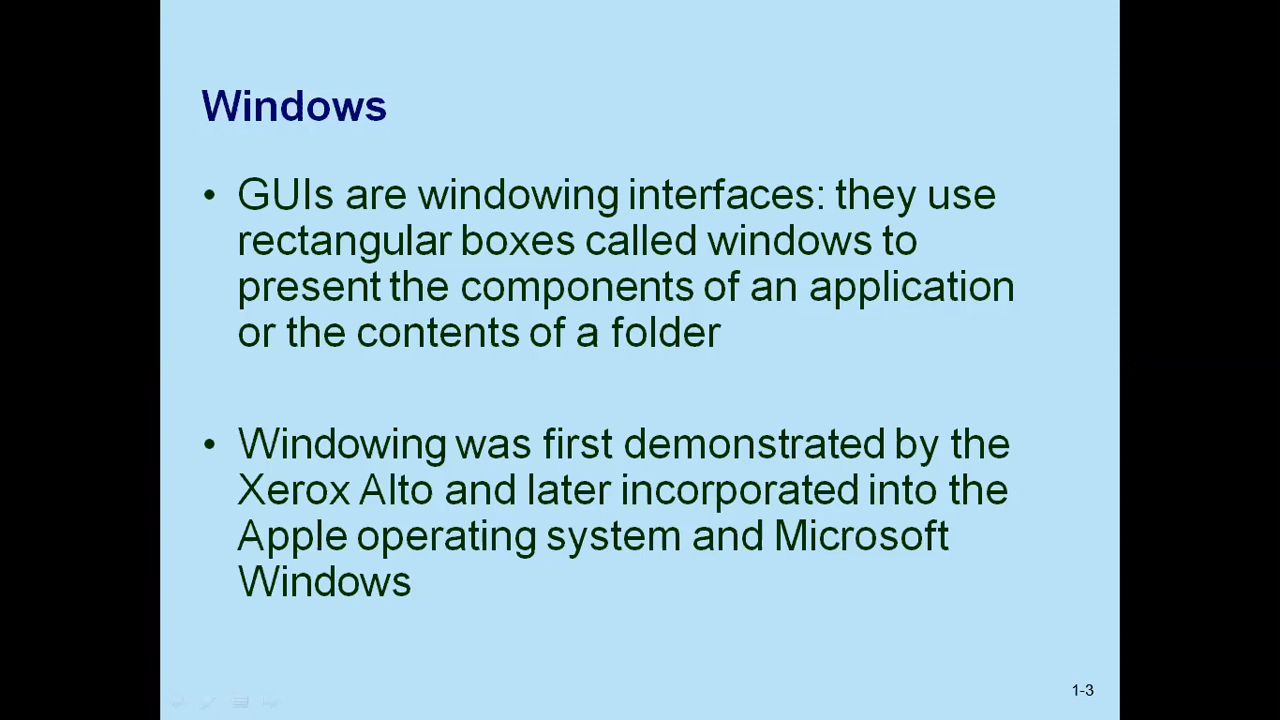 Windows
• GUIs are windowing interfaces: they use
rectangular boxes called windows to
present the components of an application
or the contents of a folder
• Windowing was first demonstrated by the
Xerox Alto and later incorporated into the
Apple operating system and Microsoft
Windows
1-3